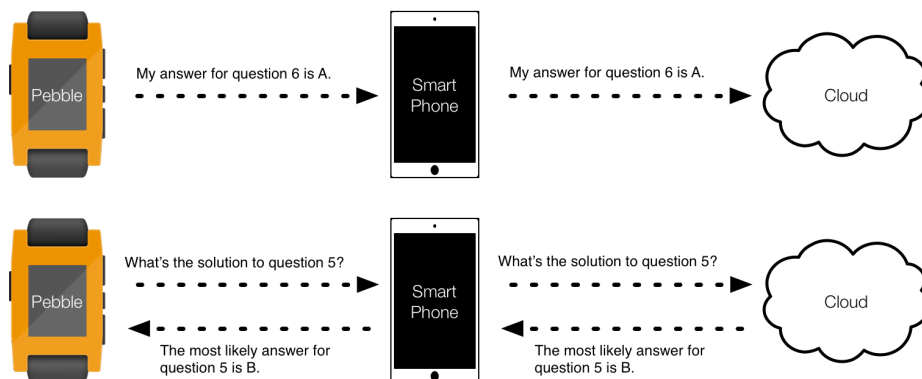 My answer for question 6 is A.
My answer for question 6 is A.
Pebble
Smart
Phone
Cloud
What's the solution to question 5?
What's the solution to question 5?
Pebble
Smart
Phone
Cloud
The most likely answer for
question 5 is B.
The most likely answer for
question 5 is B.